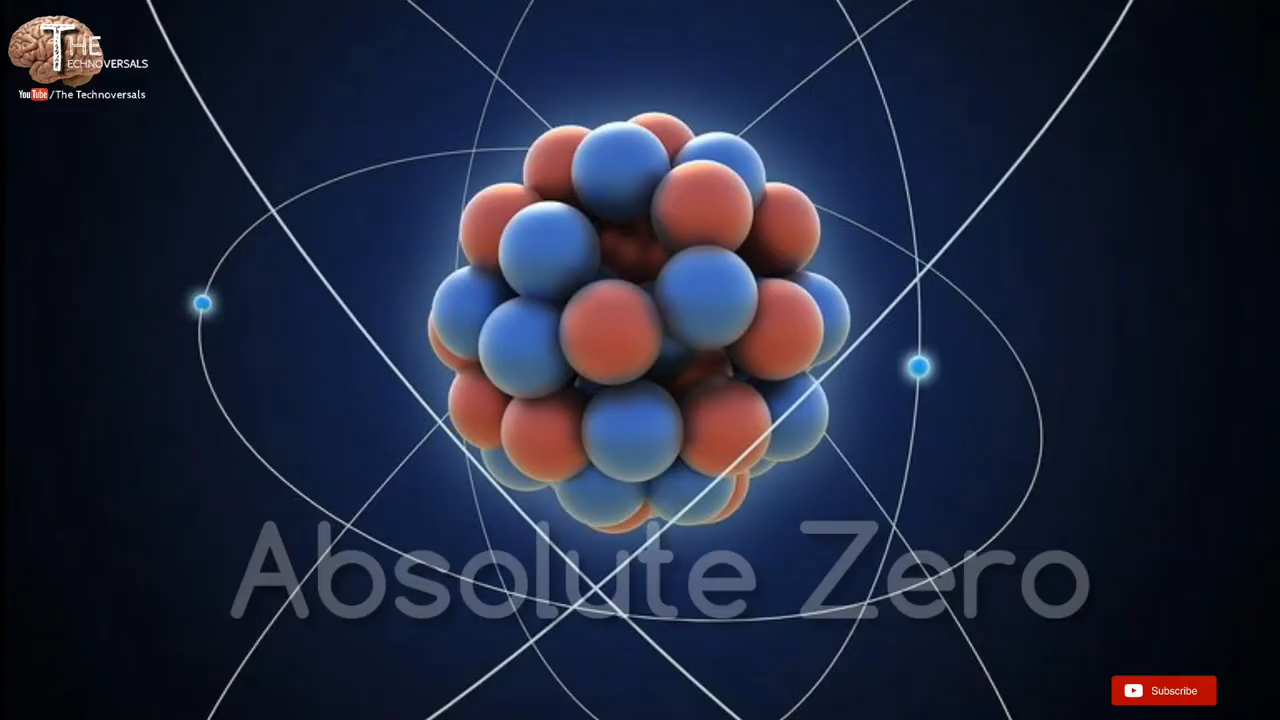 THE
TECHNOVERSALS
YouTube/The Technoversals
Absolute Zero
Subscribe